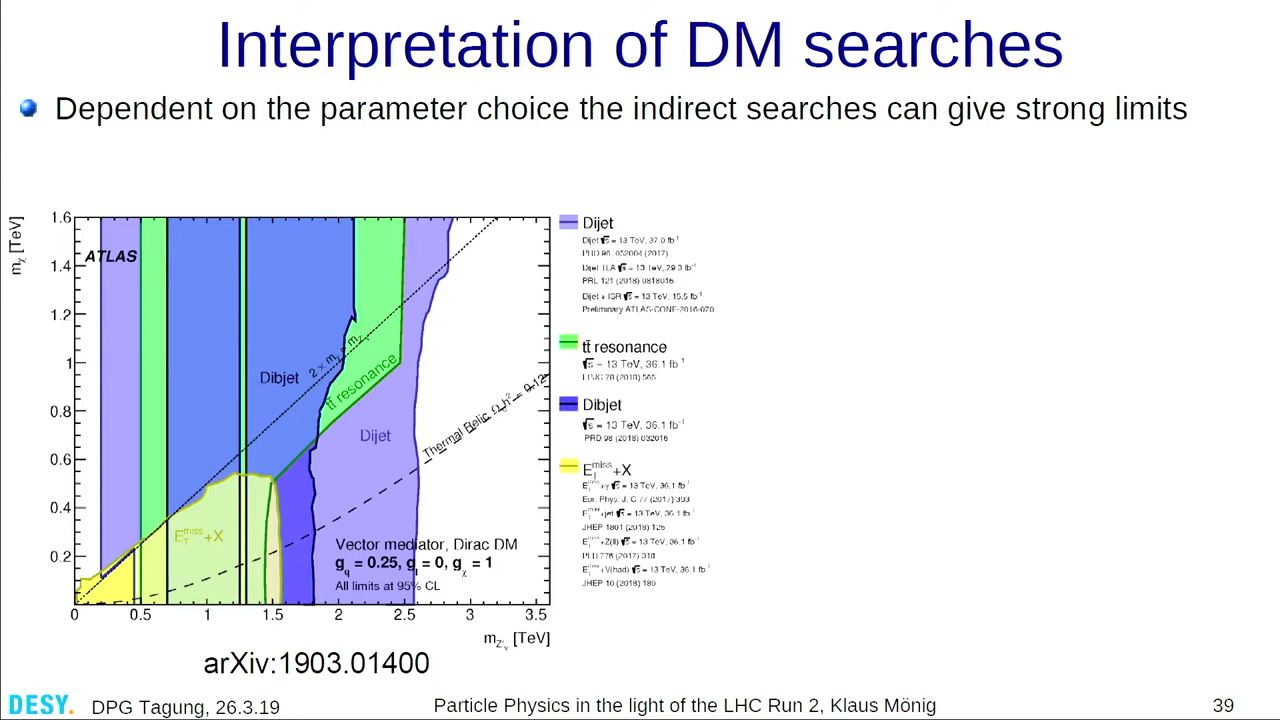 Interpretation of DM searches
Dependent on the parameter choice the indirect searches can give strong limits
m_χ [TeV]
1.6
1.4
1.2
1
0.8
0.6
0.4
0.2
0 0.5 1 1.5 2 2.5 3 3.5
m_Z'_V [TeV]
ATLAS
Dibjet
2 × m_χ = m_Z'
tt̄ resonance
Dijet
Thermal Relic Ω_c h² = 0.12
E_T^miss+X
Vector mediator, Dirac DM
g_q = 0.25, g_l = 0, g_χ = 1
All limits at 95% CL
Dijet
Dijet √s = 13 TeV, 37.0 fb⁻¹
PRD 96, 052004 (2017)
Dijet TLA √s = 13 TeV, 29.3 fb⁻¹
PRL 121 (2018) 0818016
Dijet + ISR √s = 13 TeV, 15.5 fb⁻¹
Preliminary ATLAS-CONF-2016-070
tt̄ resonance
√s = 13 TeV, 36.1 fb⁻¹
EPJC 78 (2018) 565
Dibjet
√s = 13 TeV, 36.1 fb⁻¹
PRD 98 (2018) 032016
E_T^miss+X
E_T^miss+γ √s = 13 TeV, 36.1 fb⁻¹
Eur. Phys. J. C 77 (2017) 393
E_T^miss+jet √s = 13 TeV, 36.1 fb⁻¹
JHEP 1801 (2018) 126
E_T^miss+Z(ll) √s = 13 TeV, 36.1 fb⁻¹
PLB 776 (2017) 318
E_T^miss+V(had) √s = 13 TeV, 36.1 fb⁻¹
JHEP 10 (2018) 180
arXiv:1903.01400
DESY. DPG Tagung, 26.3.19 Particle Physics in the light of the LHC Run 2, Klaus Mönig 39